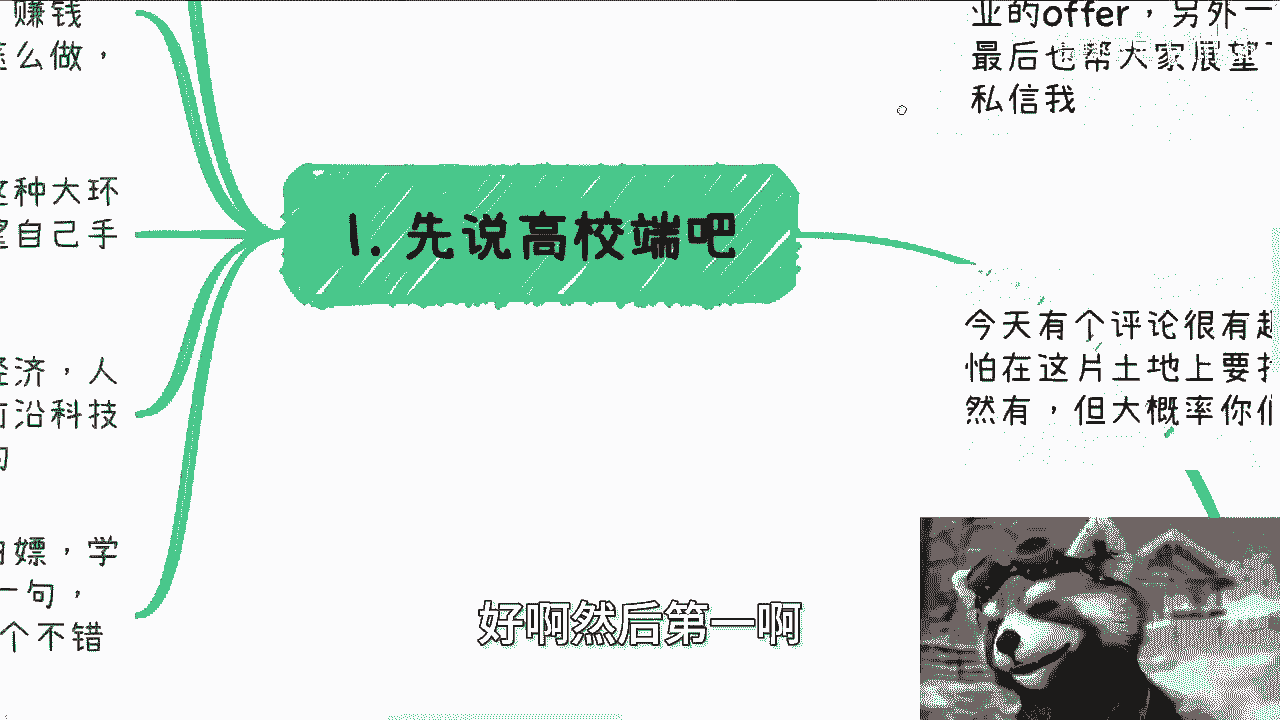 赚钱
么做，
种大环
自己手
经济，人
沿科技
嫖，学
一句，
个不错
1. 先说高校端吧
业的offer，另外一
最后也帮大家展望
私信我
今天有个评论很有趣
怕在这片土地上要
然有，但大概率你们
好啊然后第一啊